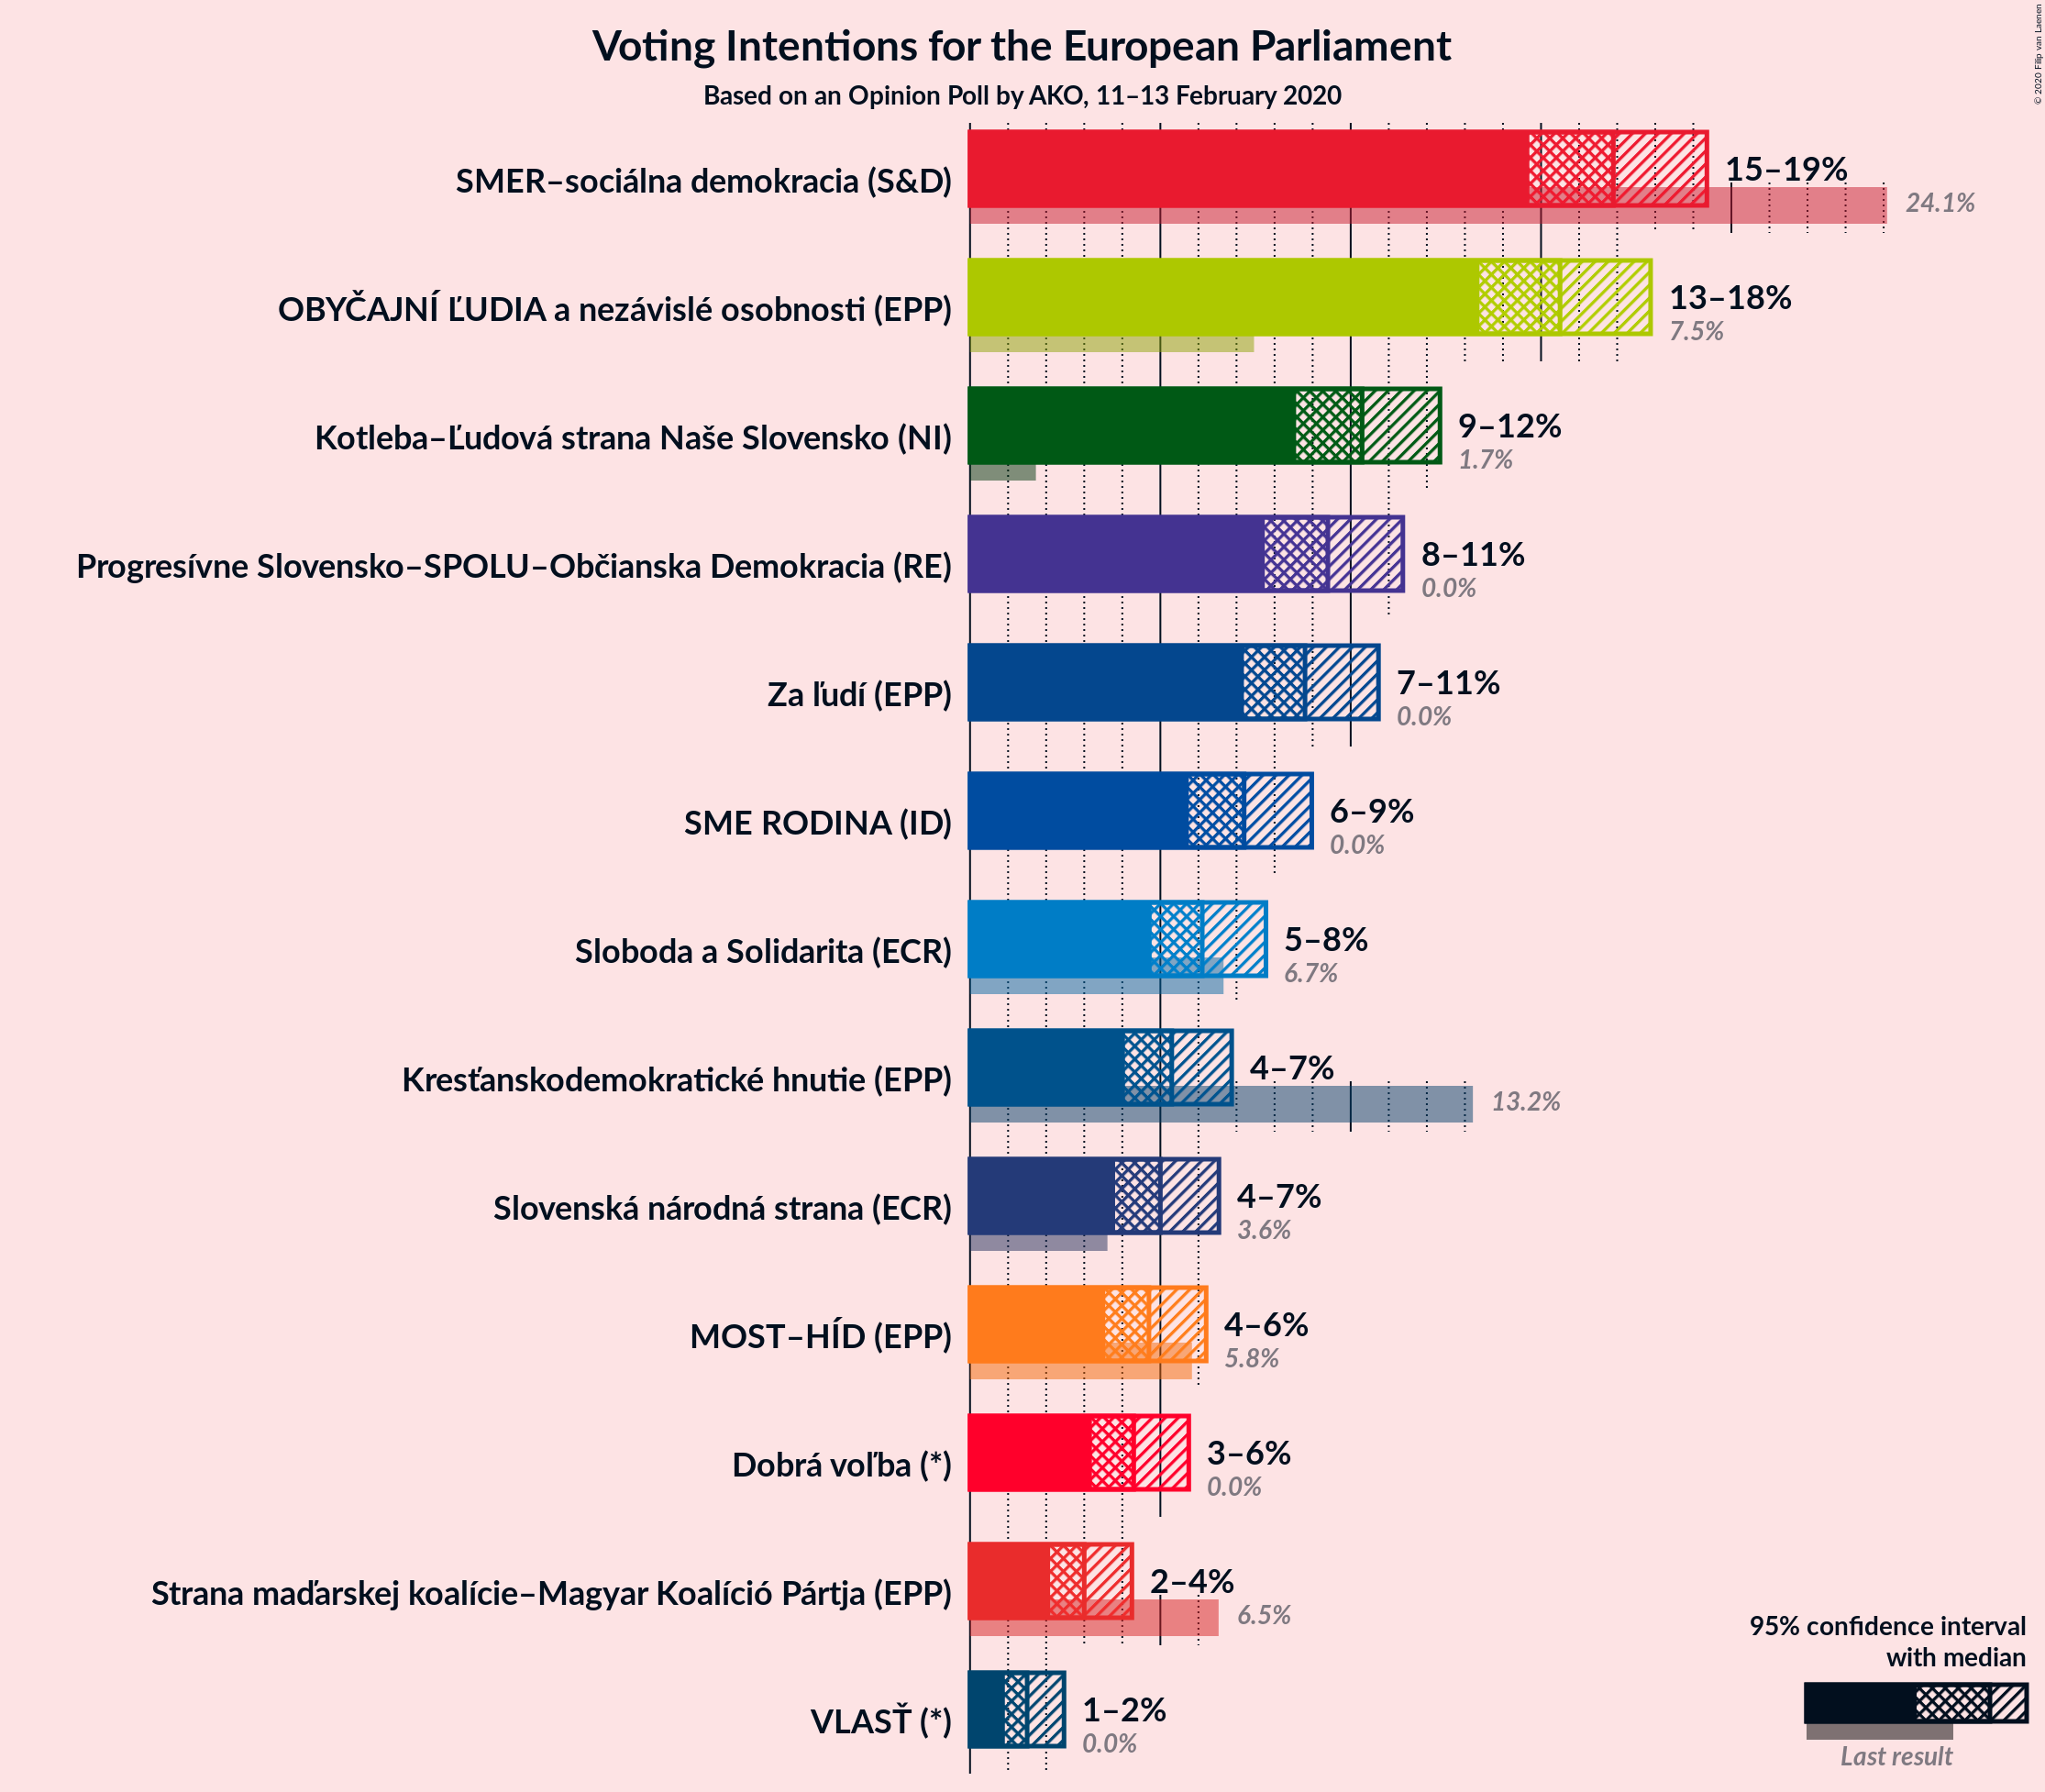 © 2020 Filip van Laenen
Voting Intentions for the European Parliament
Based on an Opinion Poll by AKO, 11–13 February 2020
SMER–sociálna demokracia (S&D)
15–19%
24.1%
OBYČAJNÍ ĽUDIA a nezávislé osobnosti (EPP)
13–18%
7.5%
Kotleba–Ľudová strana Naše Slovensko (NI)
9–12%
1.7%
Progresívne Slovensko–SPOLU–Občianska Demokracia (RE)
8–11%
0.0%
Za ľudí (EPP)
7–11%
0.0%
SME RODINA (ID)
6–9%
0.0%
Sloboda a Solidarita (ECR)
5–8%
6.7%
Kresťanskodemokratické hnutie (EPP)
4–7%
13.2%
Slovenská národná strana (ECR)
4–7%
3.6%
MOST–HÍD (EPP)
4–6%
5.8%
Dobrá voľba (*)
3–6%
0.0%
Strana maďarskej koalície–Magyar Koalíció Pártja (EPP)
2–4%
6.5%
VLASŤ (*)
1–2%
0.0%
95% confidence interval
with median
Last result